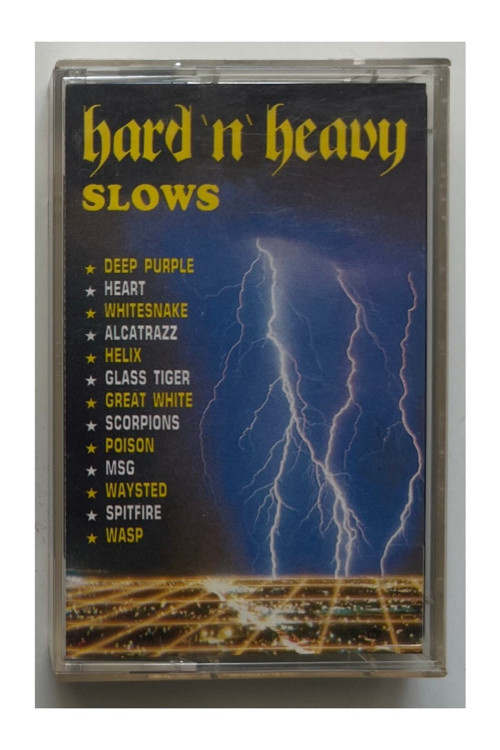 hard 'n' heavy
SLOWS
★ DEEP PURPLE
★ HEART
★ WHITESNAKE
★ ALCATRAZZ
★ HELIX
★ GLASS TIGER
★ GREAT WHITE
★ SCORPIONS
★ POISON
★ MSG
★ WAYSTED
★ SPITFIRE
★ WASP